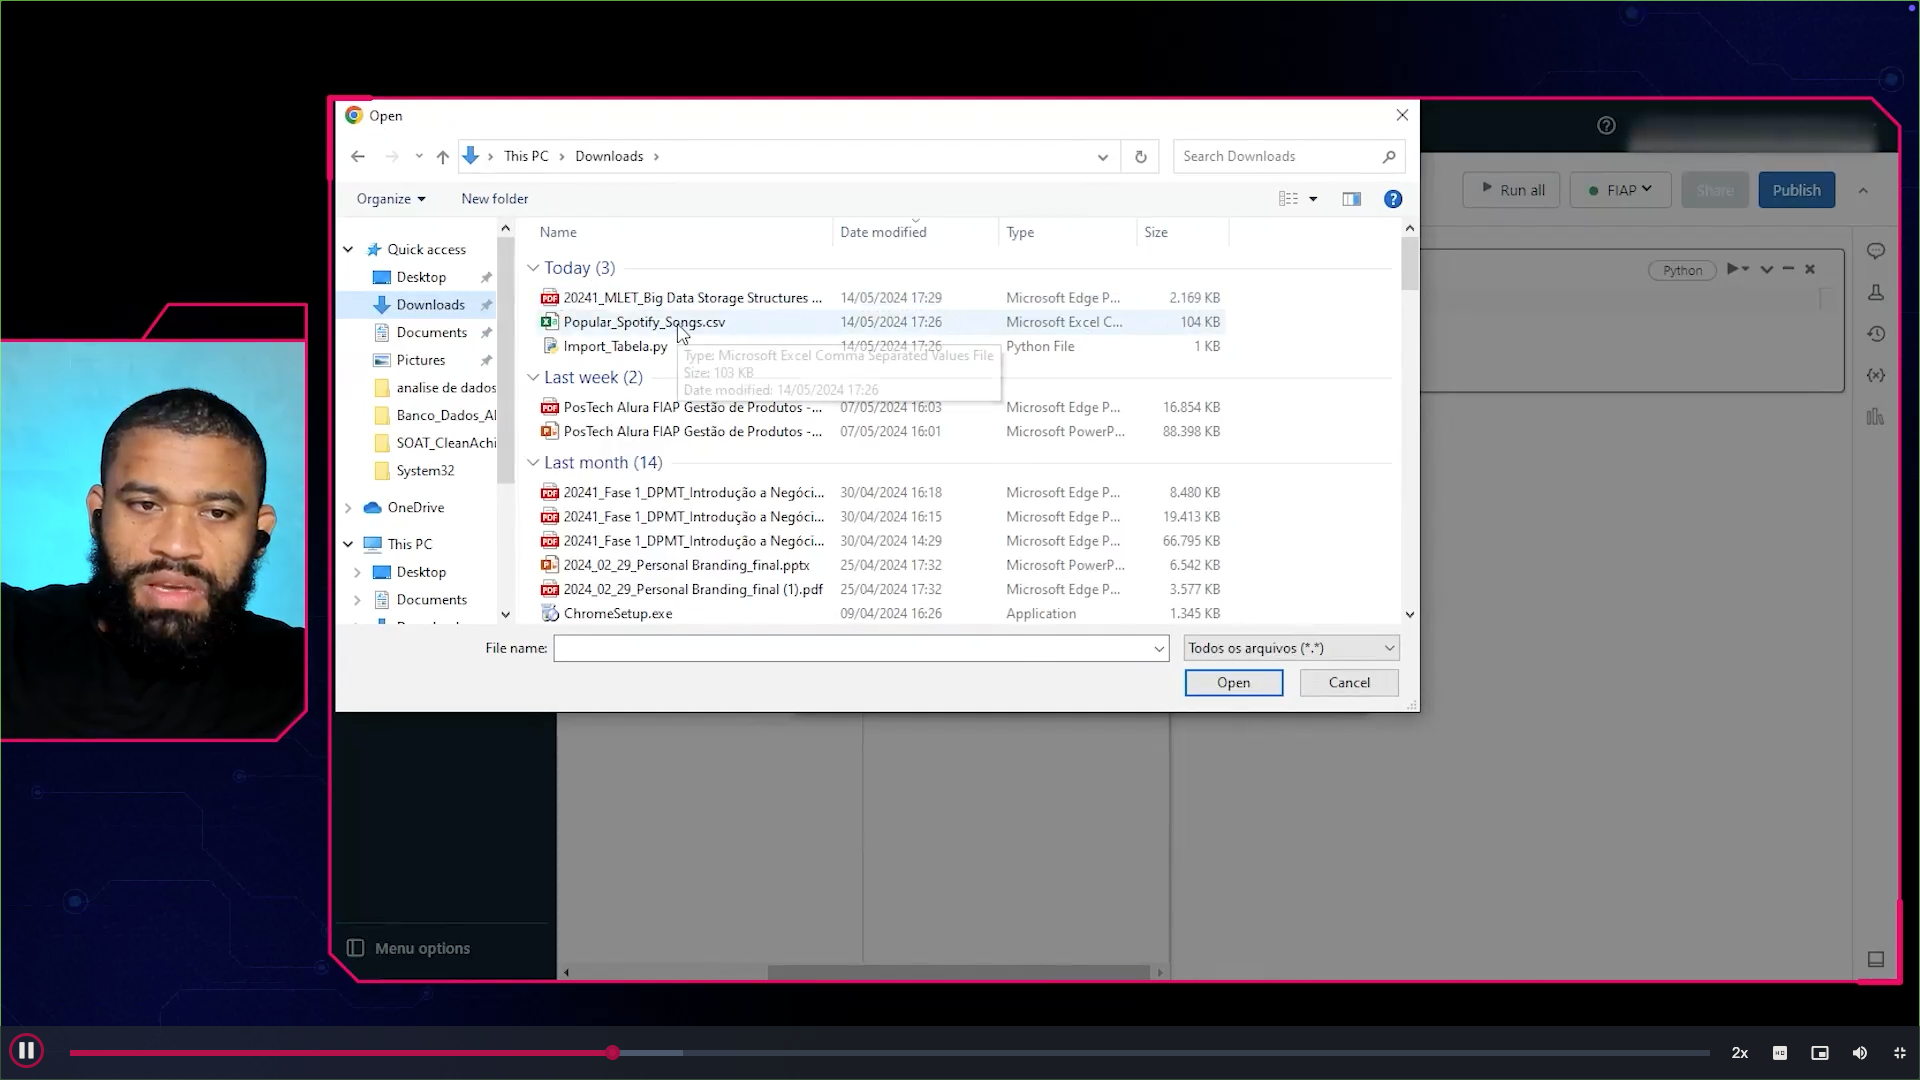 Open
This PC > Downloads >
Search Downloads
Organize
New folder
Run all
FIAP
Share
Publish
Name
Date modified
Type
Size
Quick access
Desktop
Downloads
Documents
Pictures
analise de dados
Banco_Dados_Al
SOAT_CleanAchi
System32
OneDrive
This PC
Desktop
Documents
Today (3)
20241_MLET_Big Data Storage Structures ... 14/05/2024 17:29 Microsoft Edge P... 2.169 KB
Popular_Spotify_Songs.csv 14/05/2024 17:26 Microsoft Excel C... 104 KB
Import_Tabela.py 14/05/2024 17:26 Python File 1 KB
Type: Microsoft Excel Comma Separated Values File
Size: 103 KB
Date modified: 14/05/2024 17:26
Last week (2)
PosTech Alura FIAP Gestão de Produtos -... 07/05/2024 16:03 Microsoft Edge P... 16.854 KB
PosTech Alura FIAP Gestão de Produtos -... 07/05/2024 16:01 Microsoft PowerP... 88.398 KB
Last month (14)
20241_Fase 1_DPMT_Introdução a Negóci... 30/04/2024 16:18 Microsoft Edge P... 8.480 KB
20241_Fase 1_DPMT_Introdução a Negóci... 30/04/2024 16:15 Microsoft Edge P... 19.413 KB
20241_Fase 1_DPMT_Introdução a Negóci... 30/04/2024 14:29 Microsoft Edge P... 66.795 KB
2024_02_29_Personal Branding_final.pptx 25/04/2024 17:32 Microsoft PowerP... 6.542 KB
2024_02_29_Personal Branding_final (1).pdf 25/04/2024 17:32 Microsoft Edge P... 3.577 KB
ChromeSetup.exe 09/04/2024 16:26 Application 1.345 KB
Python
File name:
Todos os arquivos (*.*)
Open
Cancel
Menu options
2x
HD